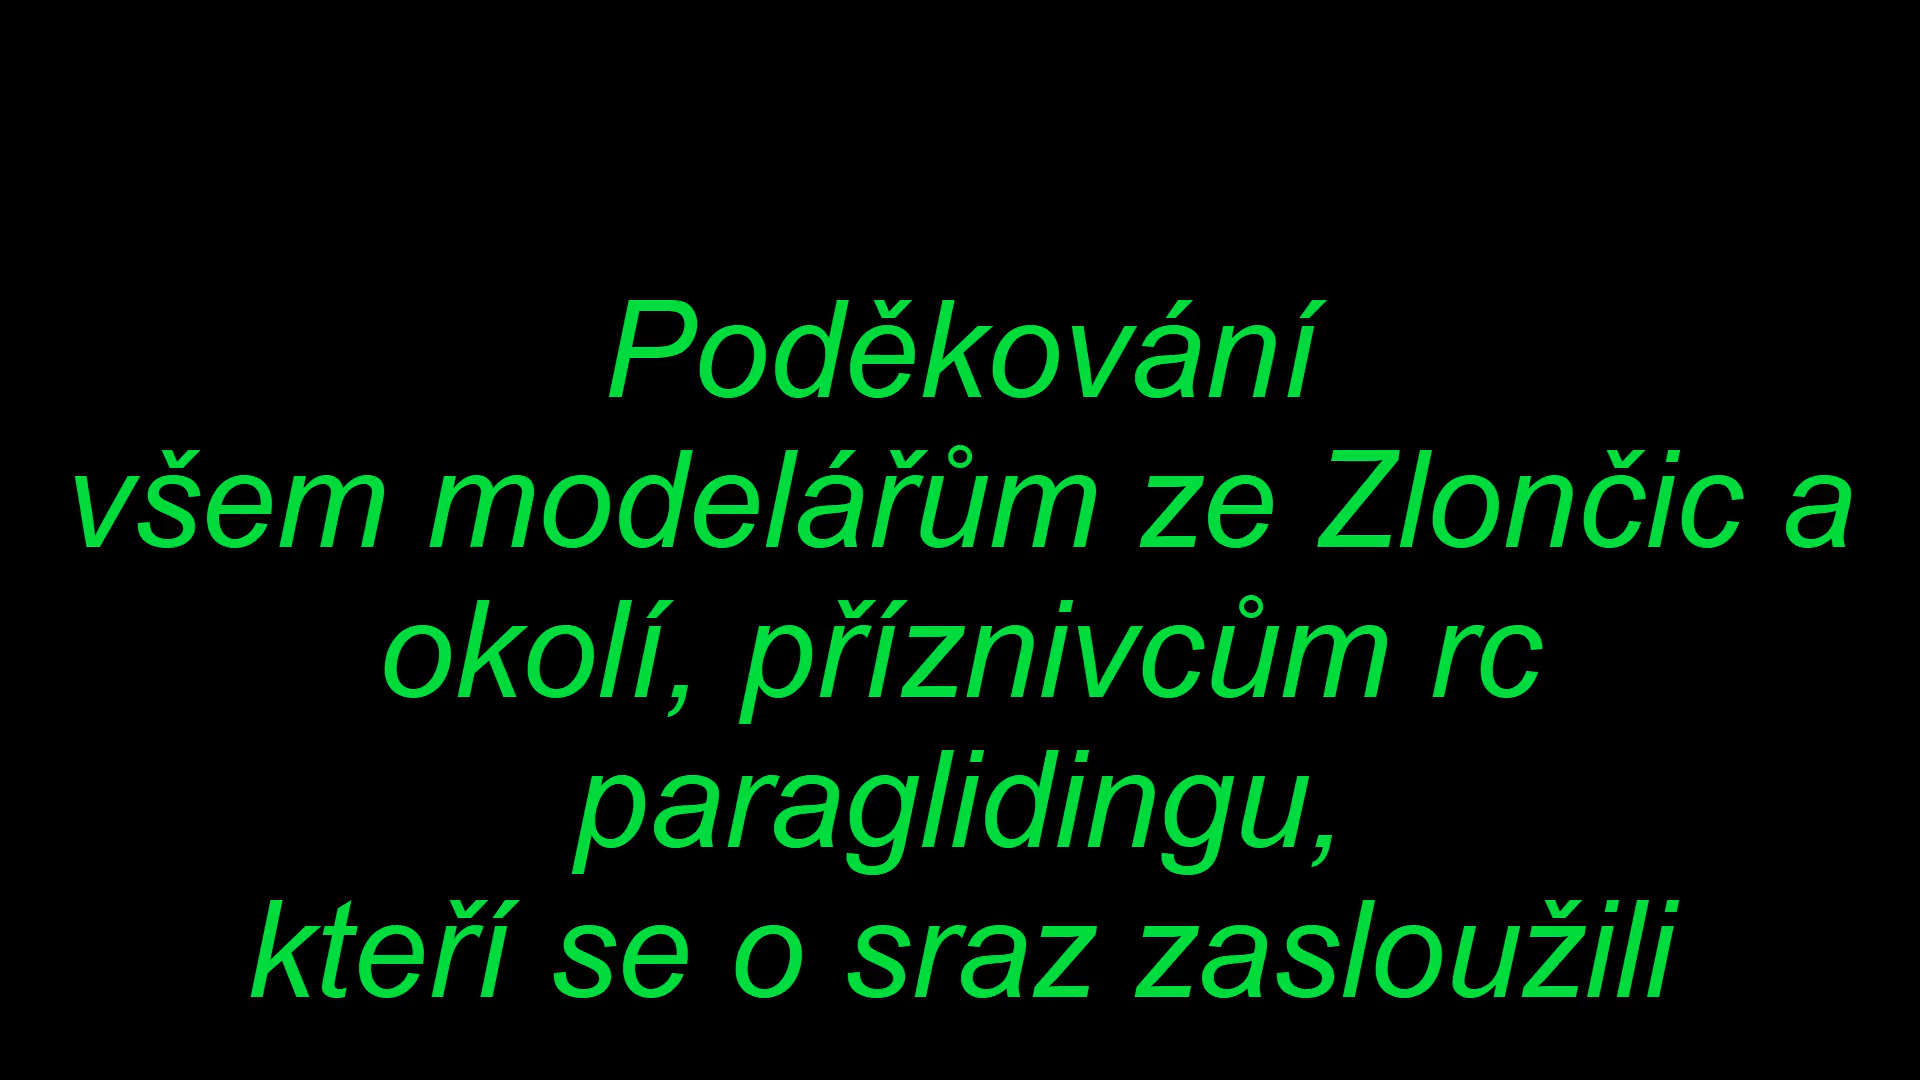 Poděkování
všem modelářům ze Zlončic a
okolí, příznivcům rc
paraglidingu,
kteří se o sraz zasloužili